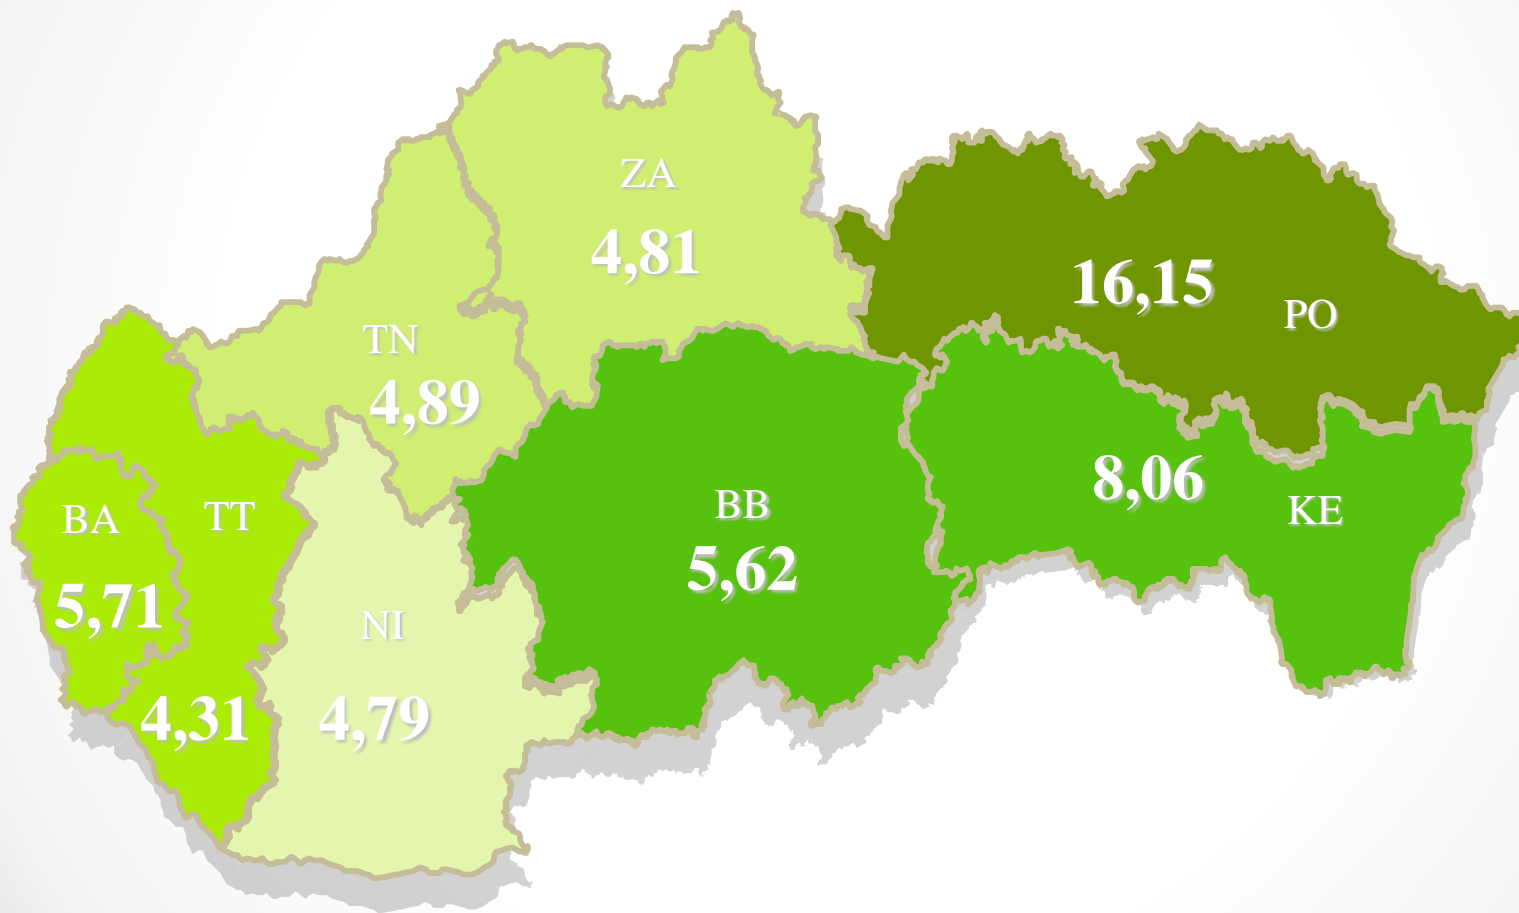 ZA
4,81
16,15
PO
TN
4,89
8,06
KE
BB
5,62
BA
5,71
TT
4,31
NI
4,79